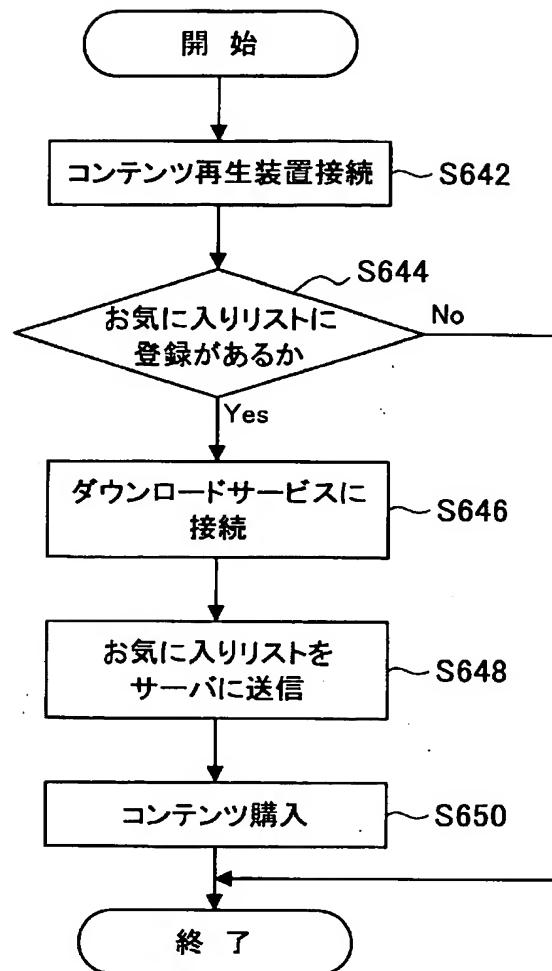 開 始
コンテンツ再生装置接続
S642
S644
お気に入りリストに
登録があるか
No
Yes
ダウンロードサービスに
接続
S646
お気に入りリストを
サーバに送信
S648
コンテンツ購入
S650
終 了